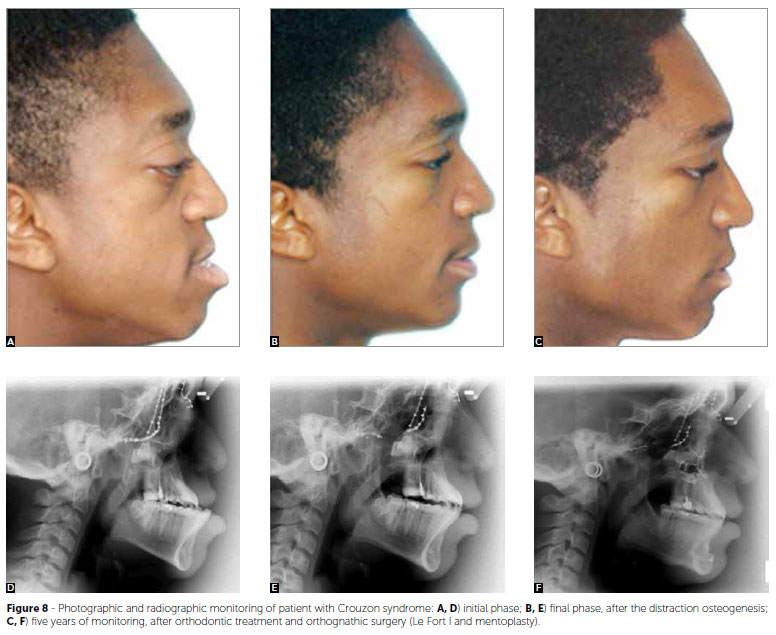 A
B
C
D
E
F
Figure 8 - Photographic and radiographic monitoring of patient with Crouzon syndrome: A, D) initial phase; B, E) final phase, after the distraction osteogenesis;
C, F) five years of monitoring, after orthodontic treatment and orthognathic surgery (Le Fort I and mentoplasty).